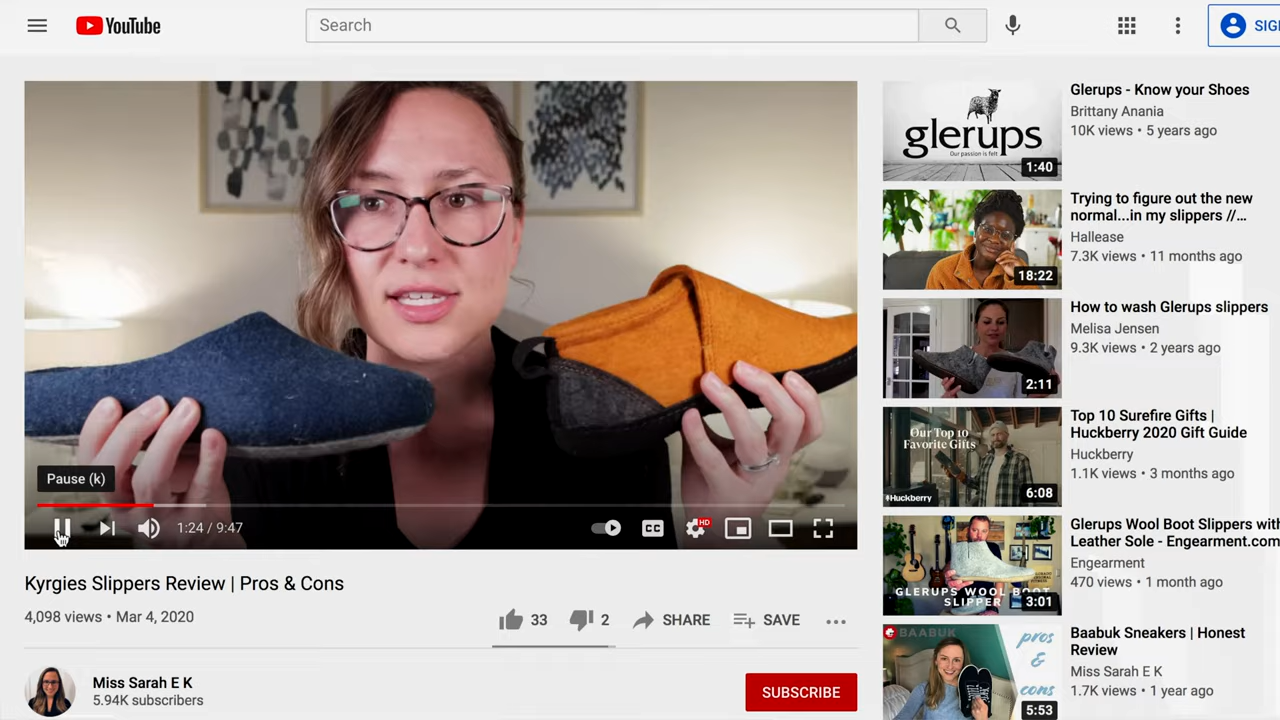 YouTube
Search
SIG
Pause (k)
1:24 / 9:47
CC
HD
Kyrgies Slippers Review | Pros & Cons
4,098 views • Mar 4, 2020
33
2
SHARE
SAVE
Miss Sarah E K
5.94K subscribers
SUBSCRIBE
glerups
Our passion is felt
1:40
Glerups - Know your Shoes
Brittany Anania
10K views • 5 years ago
18:22
Trying to figure out the new
normal...in my slippers //...
Hallease
7.3K views • 11 months ago
2:11
How to wash Glerups slippers
Melisa Jensen
9.3K views • 2 years ago
Our Top 10
Favorite Gifts
Huckberry
6:08
Top 10 Surefire Gifts |
Huckberry 2020 Gift Guide
Huckberry
1.1K views • 3 months ago
GLERUPS WOOL BOOT
SLIPPER
3:01
Glerups Wool Boot Slippers with
Leather Sole - Engearment.com
Engearment
470 views • 1 month ago
BAABUK
pros
&
cons
5:53
Baabuk Sneakers | Honest
Review
Miss Sarah E K
1.7K views • 1 year ago